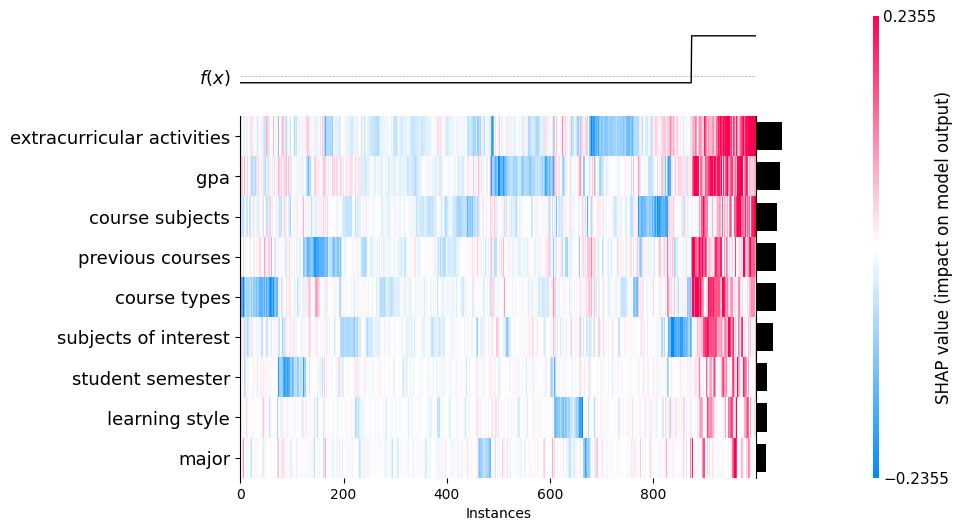 0.2355
f(x)
extracurricular activities
gpa
course subjects
previous courses
course types
subjects of interest
student semester
learning style
major
0 200 400 600 800
Instances
SHAP value (impact on model output)
−0.2355